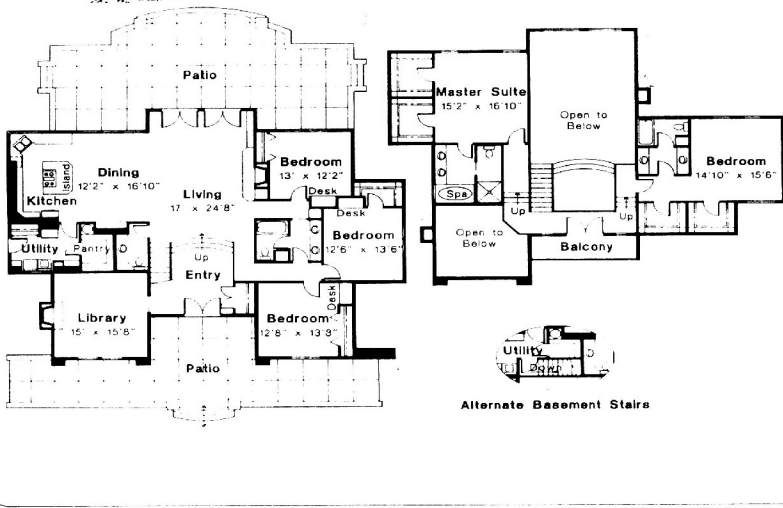 Patio
Dining
12'2" x 16'10"
Island
Kitchen
Living
17' x 24'8"
Bedroom
13' x 12'2"
Desk
Desk
Bedroom
12'6" x 13'6"
Utility
Pantry
Up
Entry
Library
15' x 15'8"
Bedroom
12'8" x 13'3"
Desk
Patio
Master Suite
15'2" x 16'10"
Open to
Below
Bedroom
14'10" x 15'6"
Spa
Up
Up
Open to
Below
Balcony
Utility
Down
Alternate Basement Stairs